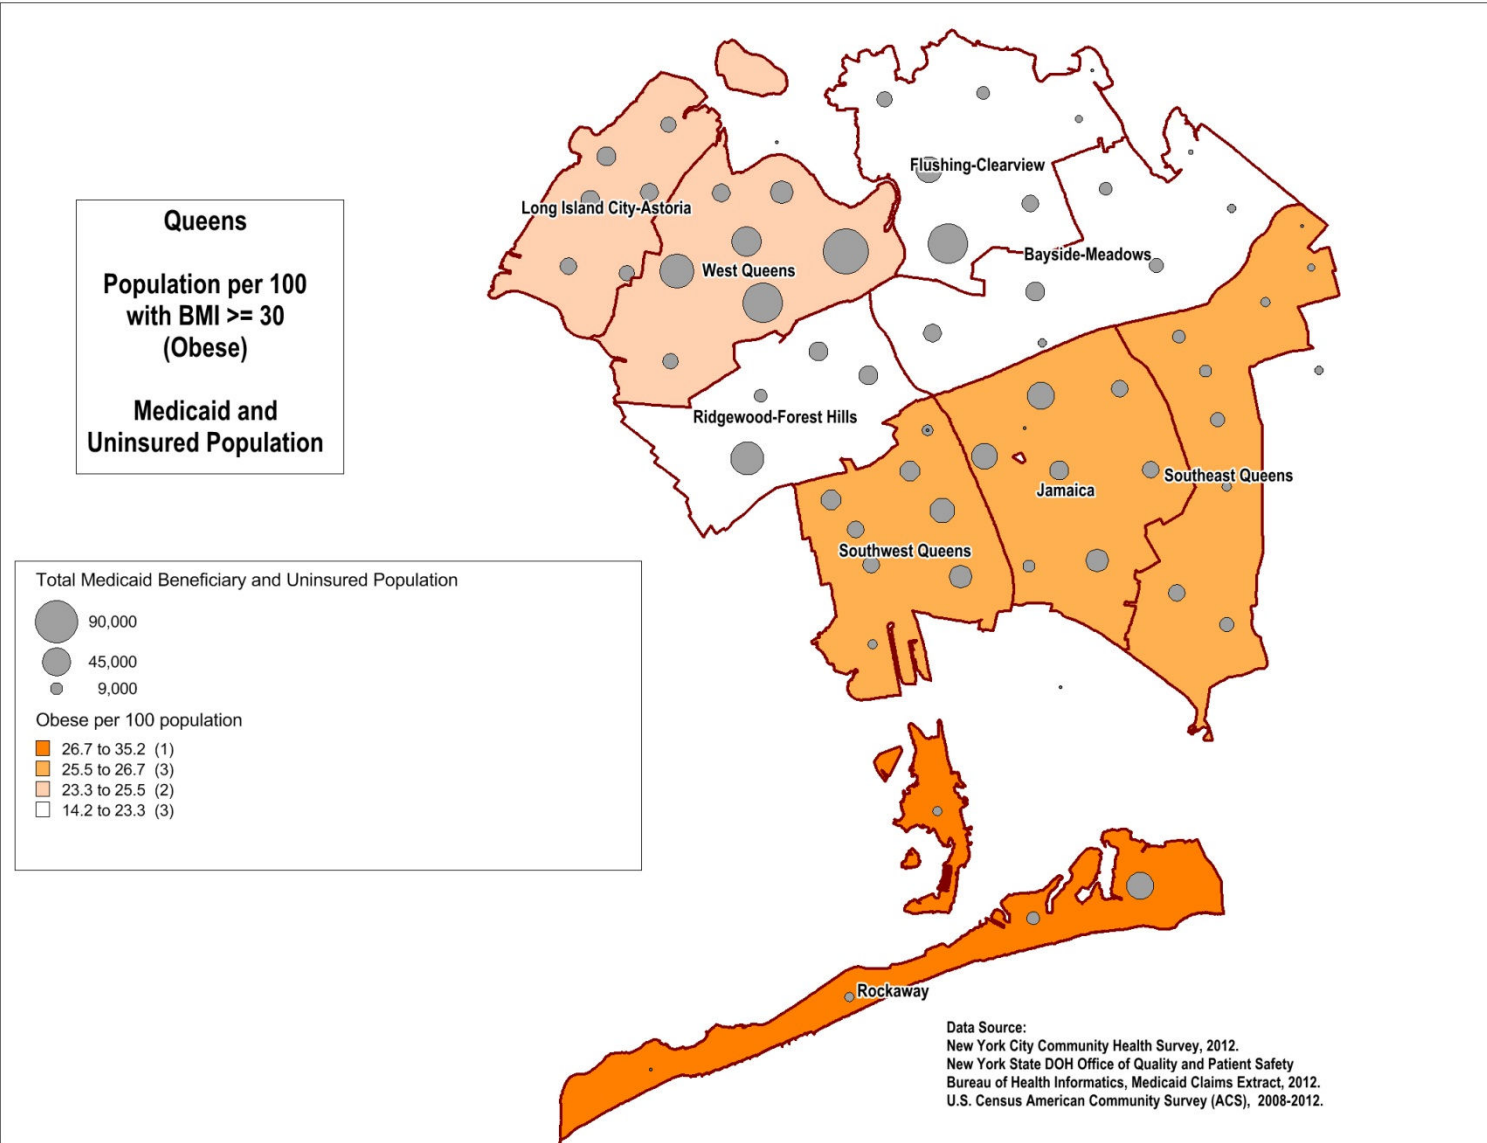 Queens
Population per 100
with BMI >= 30
(Obese)
Medicaid and
Uninsured Population
Flushing-Clearview
Long Island City-Astoria
Bayside-Meadows
West Queens
Ridgewood-Forest Hills
Southeast Queens
Jamaica
Southwest Queens
Total Medicaid Beneficiary and Uninsured Population
90,000
45,000
9,000
Obese per 100 population
26.7 to 35.2 (1)
25.5 to 26.7 (3)
23.3 to 25.5 (2)
14.2 to 23.3 (3)
Rockaway
Data Source:
New York City Community Health Survey, 2012.
New York State DOH Office of Quality and Patient Safety
Bureau of Health Informatics, Medicaid Claims Extract, 2012.
U.S. Census American Community Survey (ACS), 2008-2012.